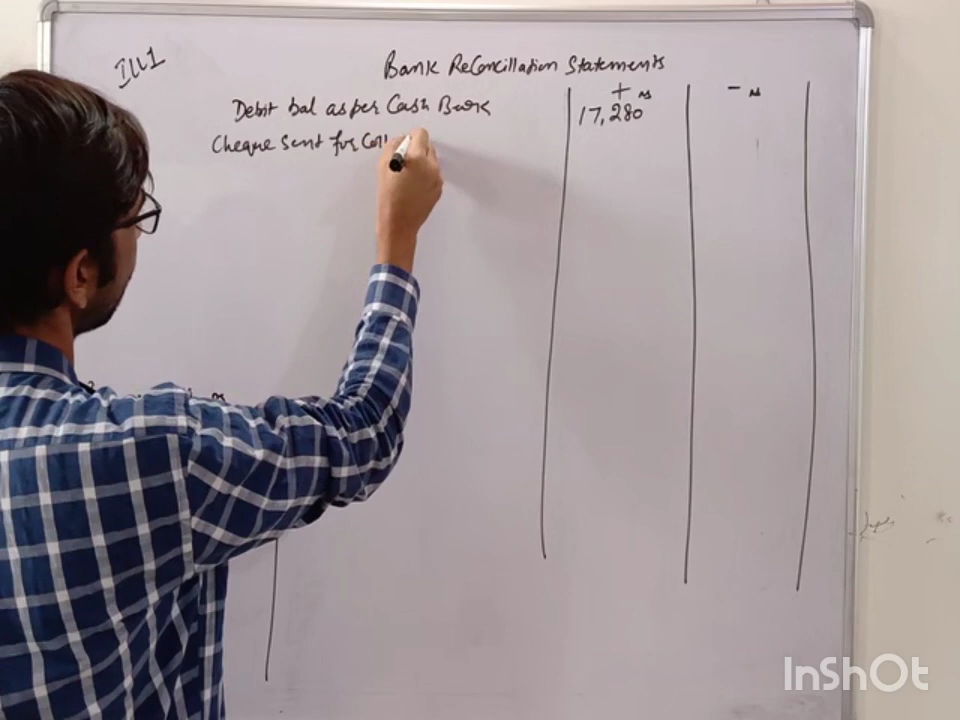 Ill 1
Bank Reconcillation Statements
+ Rs
- Rs
Debit bal as per Cash Book
17,280
Cheque Sent for Coll
InShOt